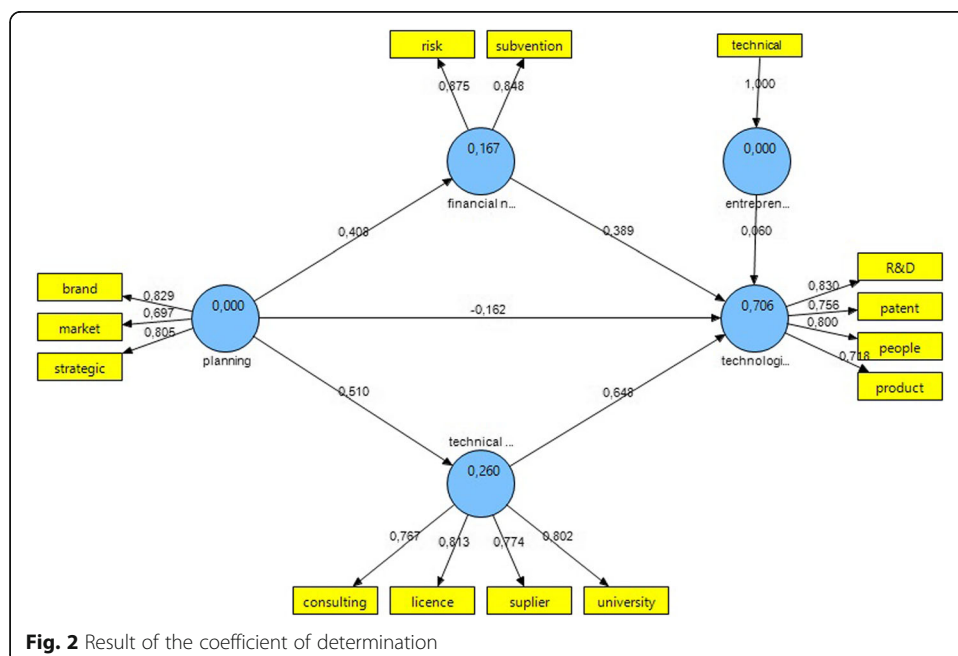 risk
subvention
technical
0,875
0,848
1,000
0,167
0,000
financial n...
entrepren...
0,408
0,389
0,060
brand
0,829
market
0,697
strategic
0,805
0,000
planning
-0,162
0,706
technologi...
0,830
R&D
0,756
patent
0,800
people
0,718
product
0,510
0,648
technical ...
0,260
0,767
0,813
0,774
0,802
consulting
licence
suplier
university
Fig. 2 Result of the coefficient of determination